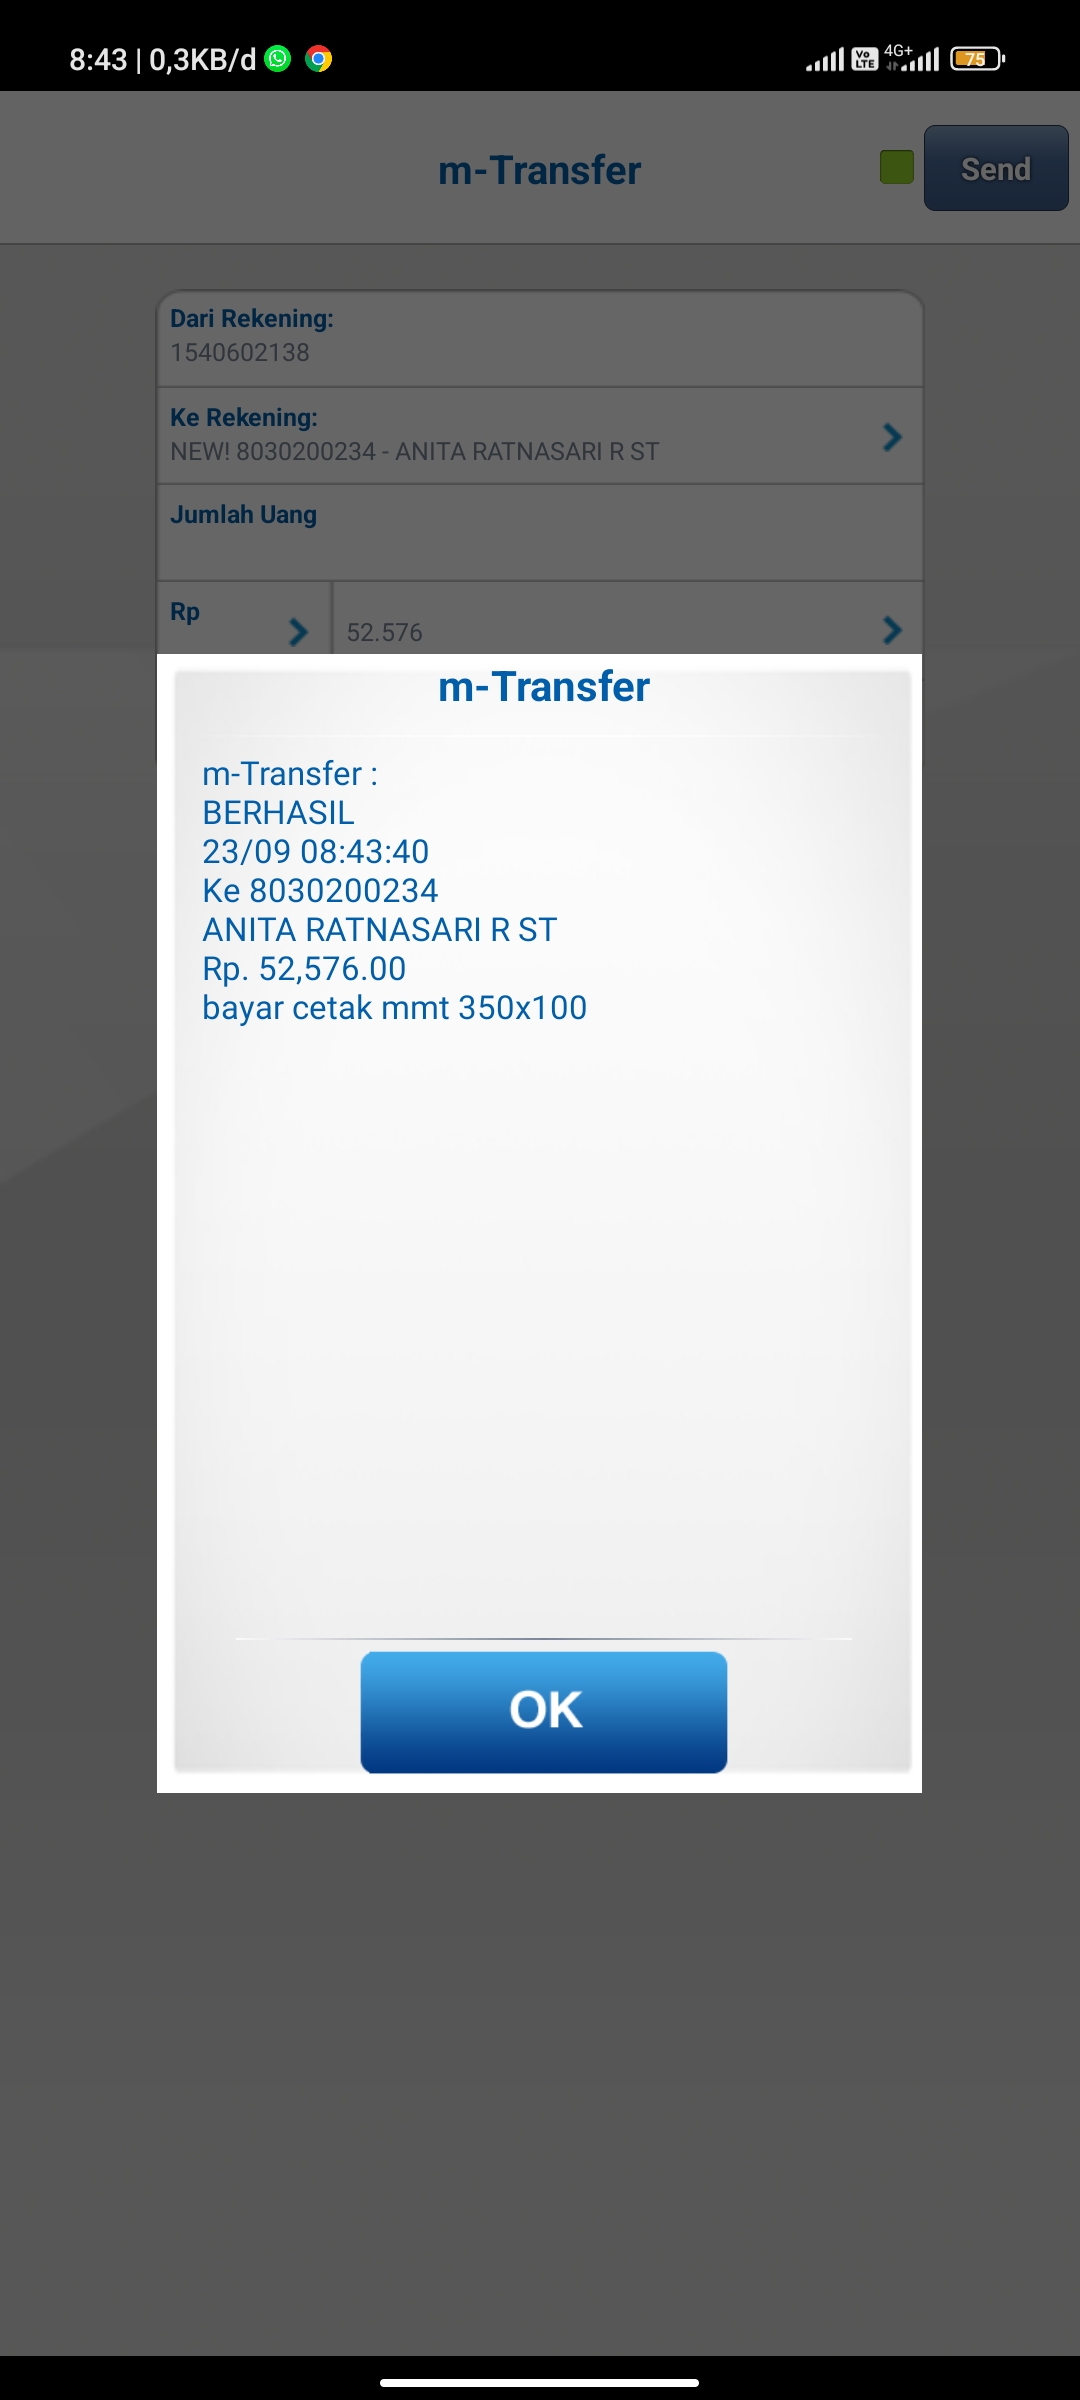 8:43 | 0,3KB/d
Vo LTE
4G+
75
m-Transfer
Send
Dari Rekening:
1540602138
Ke Rekening:
NEW! 8030200234 - ANITA RATNASARI R ST
Jumlah Uang
Rp
52.576
m-Transfer
m-Transfer :
BERHASIL
23/09 08:43:40
Ke 8030200234
ANITA RATNASARI R ST
Rp. 52,576.00
bayar cetak mmt 350x100
OK